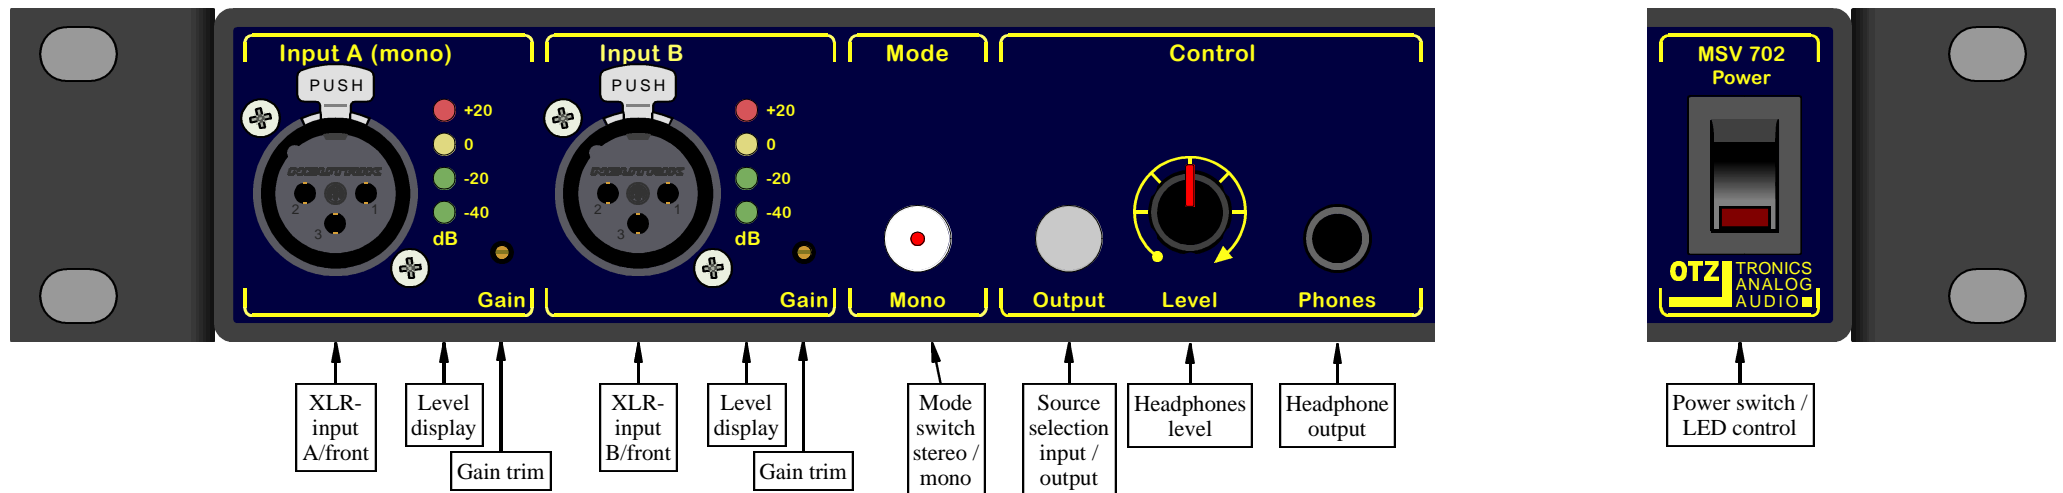 Input A (mono)
Input B
Mode
Control
MSV 702
Power
PUSH
+20
0
-20
-40
dB
NEUTRIK
2
1
3
Gain
PUSH
+20
0
-20
-40
dB
NEUTRIK
2
1
3
Gain
Mono
Output
Level
Phones
OTZ
TRONICS
ANALOG
AUDIO
XLR-
input
A/front
Level
display
Gain trim
XLR-
input
B/front
Level
display
Gain trim
Mode
switch
stereo /
mono
Source
selection
input /
output
Headphones
level
Headphone
output
Power switch /
LED control